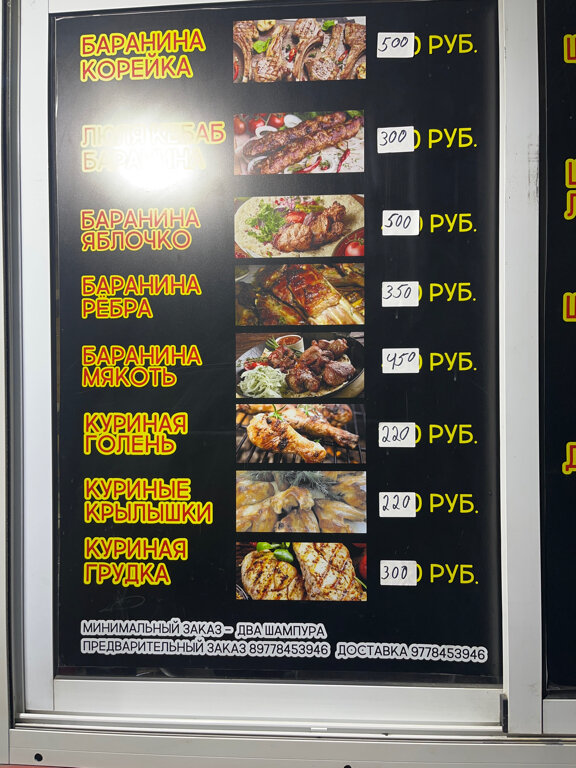 БАРАНИНА
КОРЕЙКА
500 РУБ.
ЛЮЛЯ КЕБАБ
БАРАНИНА
300 РУБ.
БАРАНИНА
ЯБЛОЧКО
500 РУБ.
БАРАНИНА
РЁБРА
350 РУБ.
БАРАНИНА
МЯКОТЬ
450 РУБ.
КУРИНАЯ
ГОЛЕНЬ
220 РУБ.
КУРИНЫЕ
КРЫЛЫШКИ
220 РУБ.
КУРИНАЯ
ГРУДКА
300 РУБ.
МИНИМАЛЬНЫЙ ЗАКАЗ – ДВА ШАМПУРА
ПРЕДВАРИТЕЛЬНЫЙ ЗАКАЗ 89778453946 ДОСТАВКА 9778453946